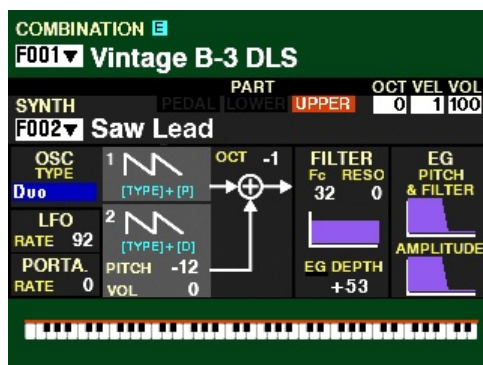 COMBINATION E
F001▼ Vintage B-3 DLS
PART OCT VEL VOL
SYNTH PEDAL LOWER UPPER 0 1 100
F002▼ Saw Lead
OSC TYPE
Duo
LFO
RATE 92
PORTA.
RATE 0
1
[TYPE]+[P]
2
[TYPE]+[D]
PITCH -12
VOL 0
OCT -1
FILTER
Fc RESO
32 0
EG DEPTH
+53
EG
PITCH
& FILTER
AMPLITUDE